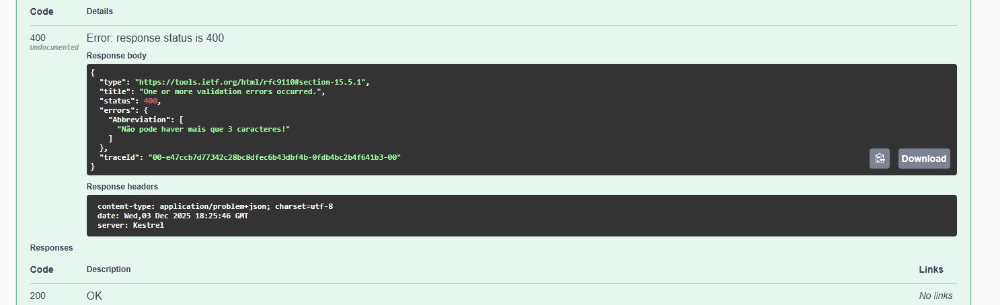 Code Details
400 Error: response status is 400
Undocumented
Response body
{
  "type": "https://tools.ietf.org/html/rfc9110#section-15.5.1",
  "title": "One or more validation errors occurred.",
  "status": 400,
  "errors": {
    "Abbreviation": [
      "Não pode haver mais que 3 caracteres!"
    ]
  },
  "traceId": "00-e47ccb7d77342c28bc8dfec6b43dbf4b-0fdb4bc2b4f641b3-00"
}
Download
Response headers
content-type: application/problem+json; charset=utf-8
date: Wed,03 Dec 2025 18:25:46 GMT
server: Kestrel
Responses
Code Description Links
200 OK No links